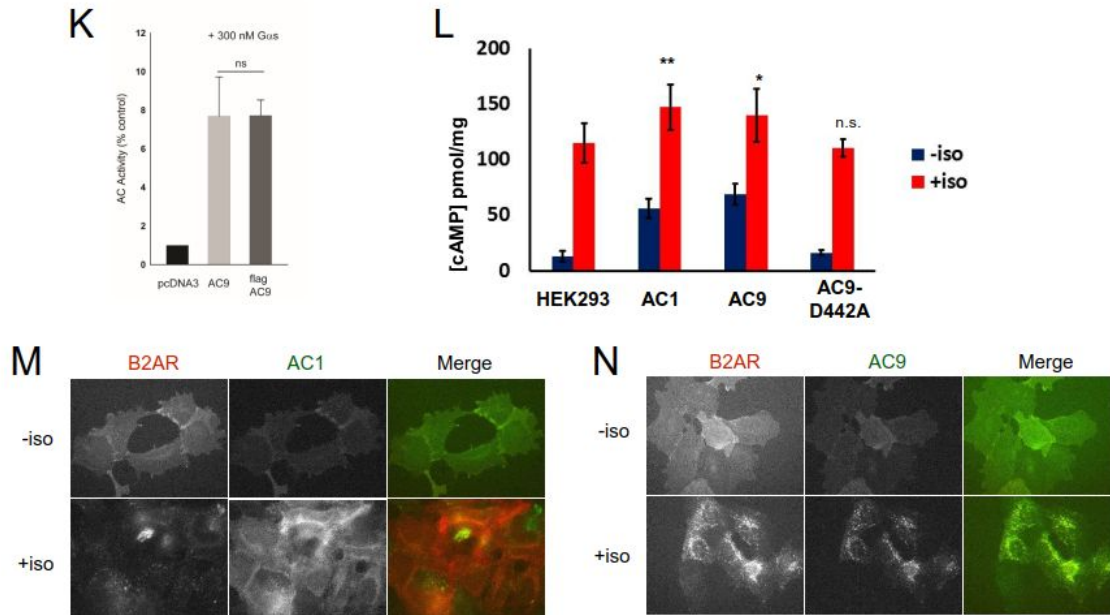 K
+ 300 nM Gαs
ns
AC Activity (% control)
12
10
8
6
4
2
0
pcDNA3 AC9 flag AC9
L
[cAMP] pmol/mg
200
150
100
50
0
**
*
n.s.
-iso
+iso
HEK293 AC1 AC9 AC9-D442A
M
B2AR AC1 Merge
-iso
+iso
N
B2AR AC9 Merge
-iso
+iso